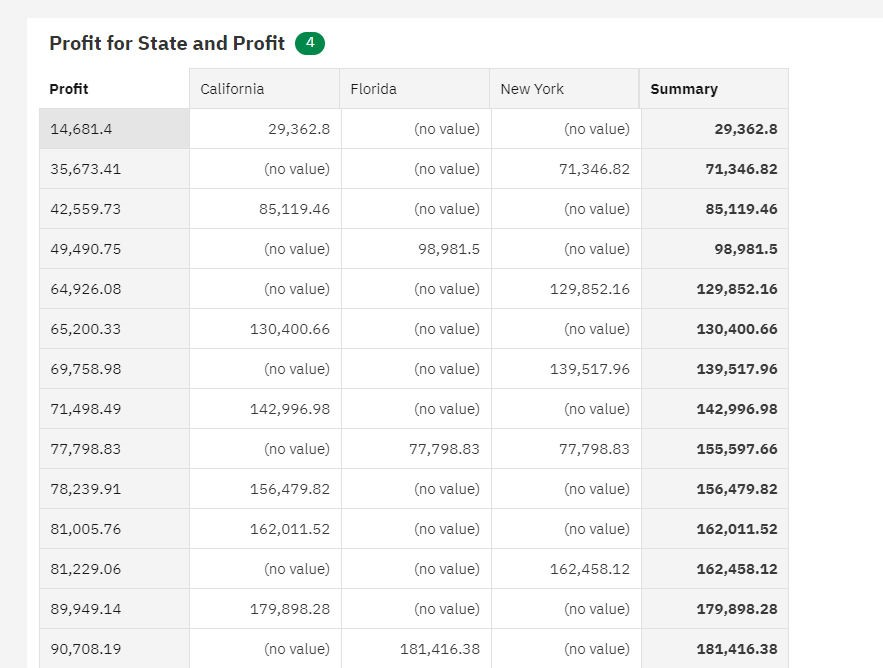 Profit for State and Profit 4
Profit California Florida New York Summary
14,681.4 29,362.8 (no value) (no value) 29,362.8
35,673.41 (no value) (no value) 71,346.82 71,346.82
42,559.73 85,119.46 (no value) (no value) 85,119.46
49,490.75 (no value) 98,981.5 (no value) 98,981.5
64,926.08 (no value) (no value) 129,852.16 129,852.16
65,200.33 130,400.66 (no value) (no value) 130,400.66
69,758.98 (no value) (no value) 139,517.96 139,517.96
71,498.49 142,996.98 (no value) (no value) 142,996.98
77,798.83 (no value) 77,798.83 77,798.83 155,597.66
78,239.91 156,479.82 (no value) (no value) 156,479.82
81,005.76 162,011.52 (no value) (no value) 162,011.52
81,229.06 (no value) (no value) 162,458.12 162,458.12
89,949.14 179,898.28 (no value) (no value) 179,898.28
90,708.19 (no value) 181,416.38 (no value) 181,416.38